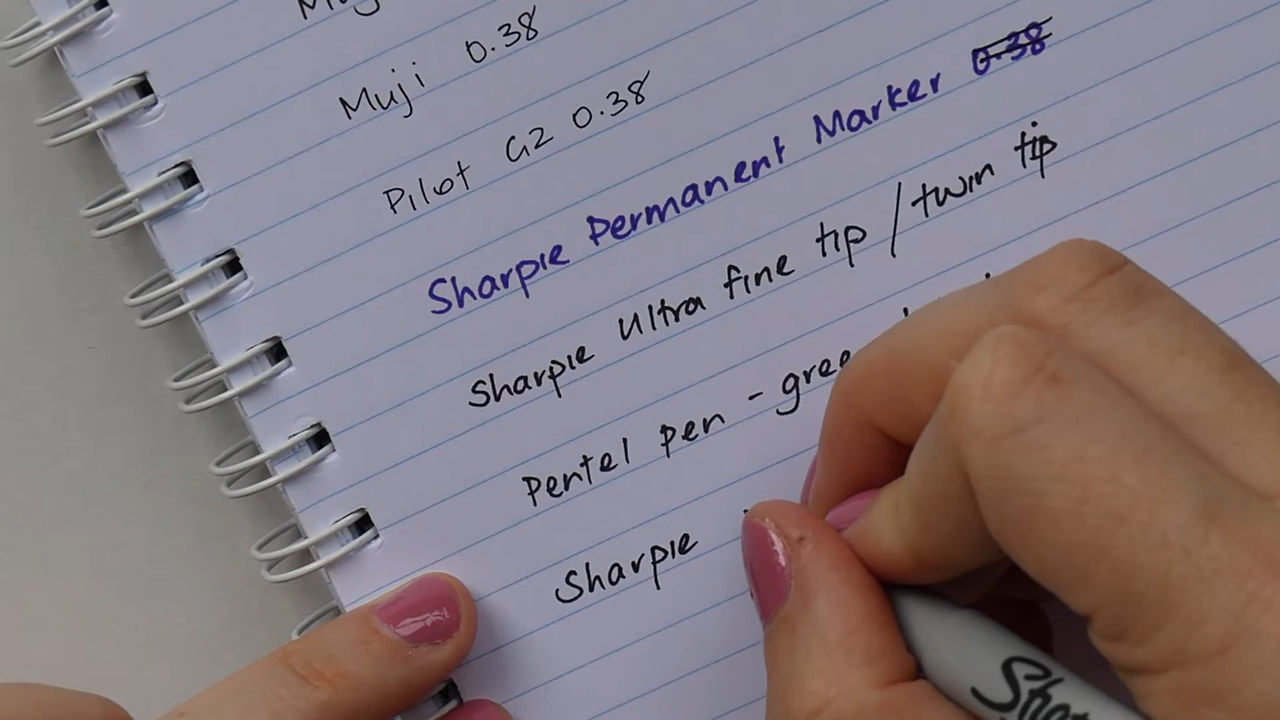 Muji 0.38
Pilot G2 0.38
Sharpie Permanent Marker 0.38
Sharpie Ultra fine tip / twin tip
Pentel pen -
Sharpie